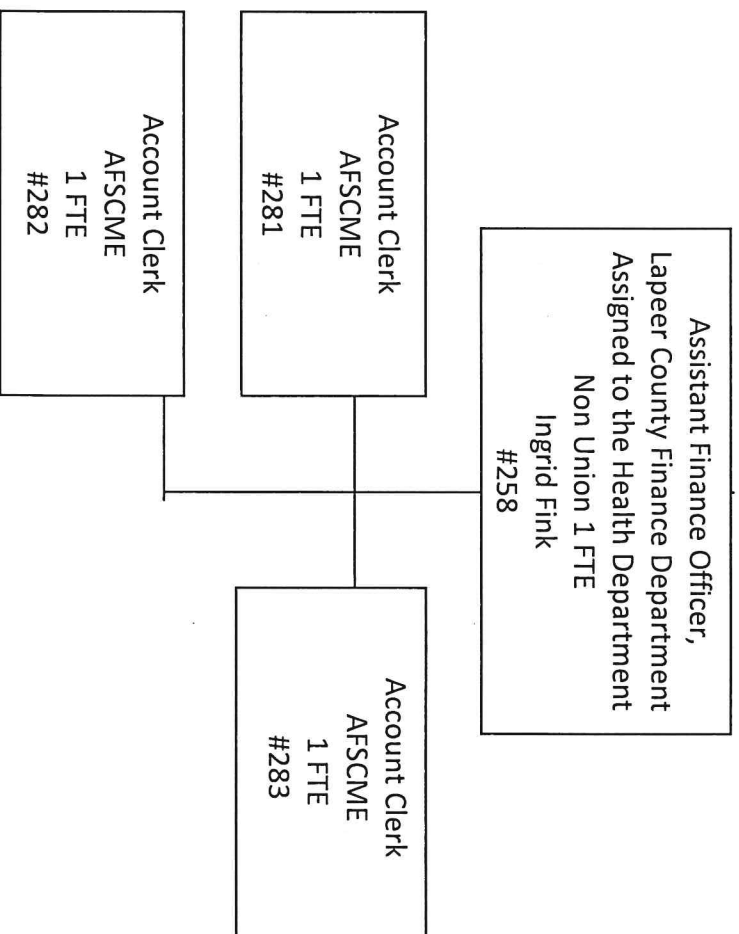 Assistant Finance Officer,
Lapeer County Finance Department
Assigned to the Health Department
Non Union 1 FTE
Ingrid Fink
#258
Account Clerk
AFSCME
1 FTE
#281
Account Clerk
AFSCME
1 FTE
#283
Account Clerk
AFSCME
1 FTE
#282